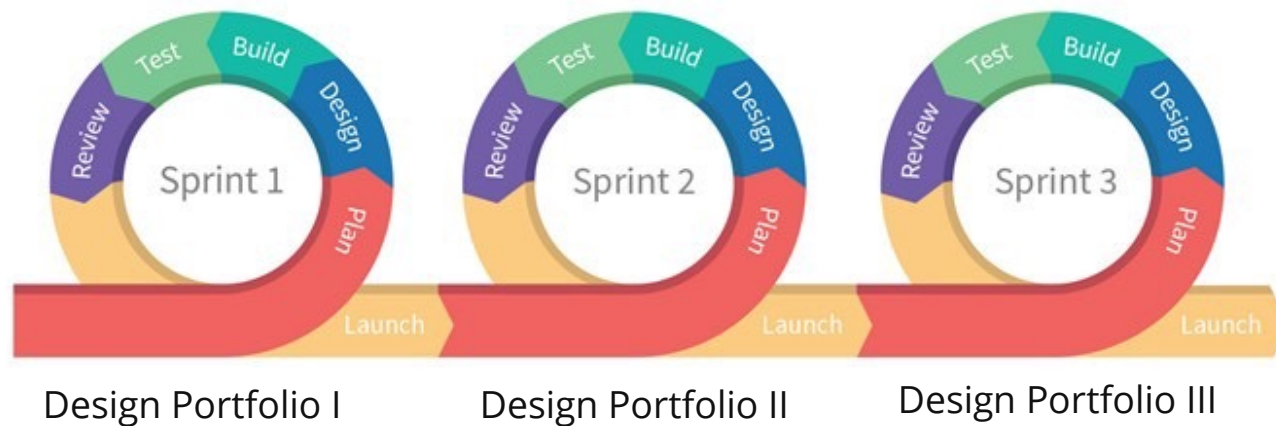 Test
Build
Design
Review
Sprint 1
Plan
Launch
Test
Build
Design
Review
Sprint 2
Plan
Launch
Test
Build
Design
Review
Sprint 3
Plan
Launch
Design Portfolio I
Design Portfolio II
Design Portfolio III